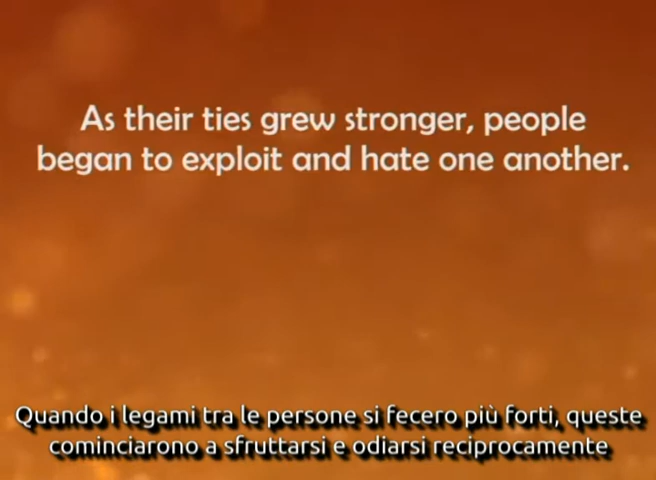 As their ties grew stronger, people
began to exploit and hate one another.
Quando i legami tra le persone si fecero più forti, queste
cominciarono a sfruttarsi e odiarsi reciprocamente